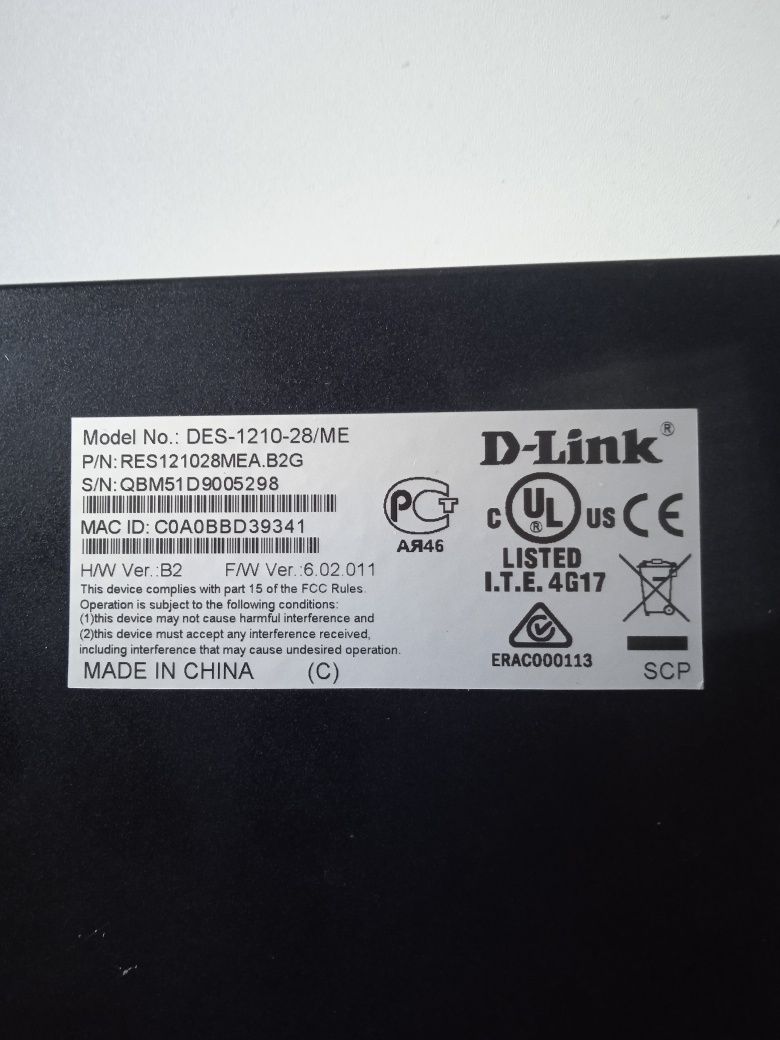 Model No.: DES-1210-28/ME
P/N: RES121028MEA.B2G
S/N: QBM51D9005298
MAC ID: C0A0BBD39341
H/W Ver.:B2 F/W Ver.:6.02.011
This device complies with part 15 of the FCC Rules.
Operation is subject to the following conditions:
(1)this device may not cause harmful interference and
(2)this device must accept any interference received,
including interference that may cause undesired operation.
MADE IN CHINA (C)
РСТ
АЯ46
D-Link®
C UL® US CE
LISTED
I.T.E. 4G17
ERAC000113
SCP